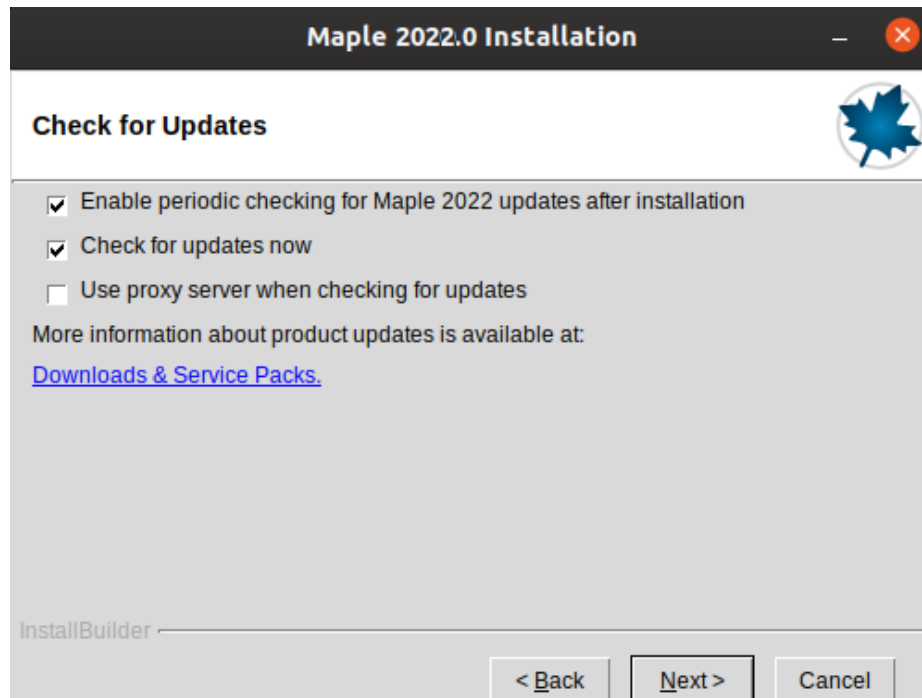 Maple 2022.0 Installation
Check for Updates
Enable periodic checking for Maple 2022 updates after installation
Check for updates now
Use proxy server when checking for updates
More information about product updates is available at:
Downloads & Service Packs.
InstallBuilder
< Back Next > Cancel